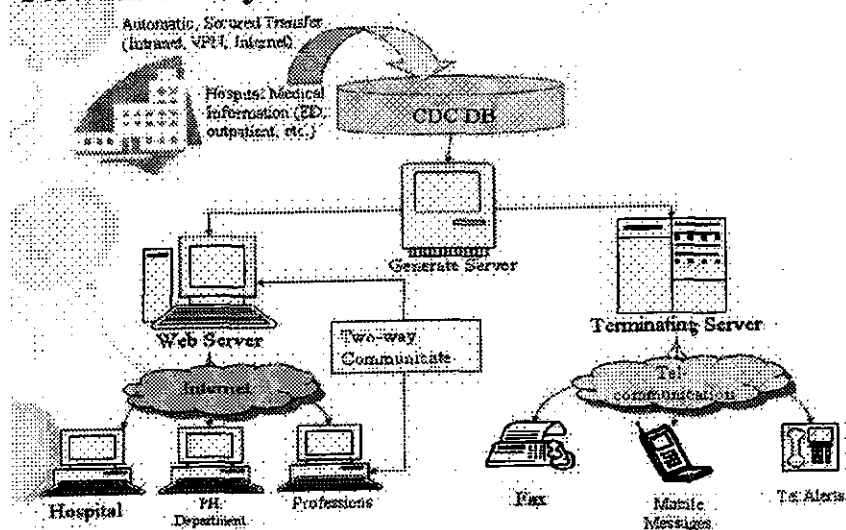 Automatic, Secured Transfer
(Intranet, VPN, Internet)
Hospital Medical
Information (ED,
outpatient, etc.)
CDC DB
Generate Server
Web Server
Two-way
Communicate
Terminating Server
Internet
Tel
communication
Hospital
PH
Department
Professions
Fax
Mobile
Messages
Tel Alerts